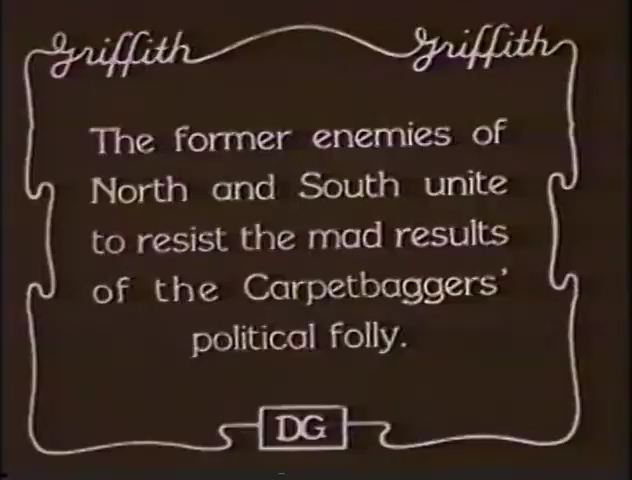 Griffith Griffith
The former enemies of
North and South unite
to resist the mad results
of the Carpetbaggers'
political folly.
DG